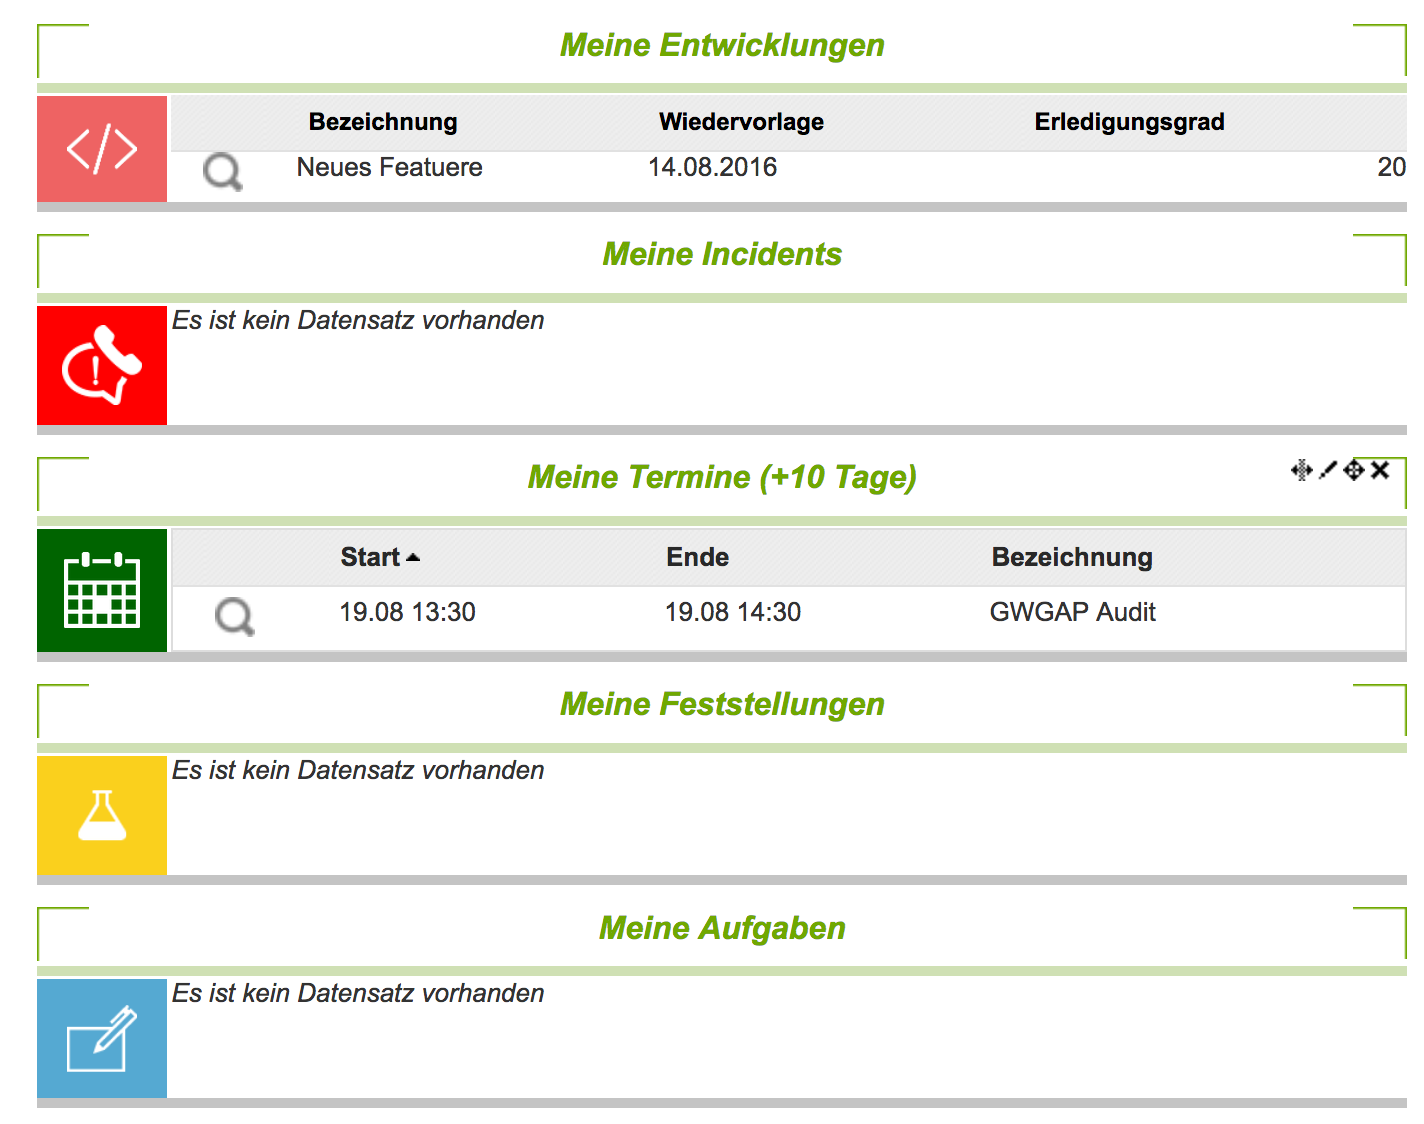 Meine Entwicklungen
Bezeichnung Wiedervorlage Erledigungsgrad
Neues Featuere 14.08.2016 20
Meine Incidents
Es ist kein Datensatz vorhanden
Meine Termine (+10 Tage)
Start Ende Bezeichnung
19.08 13:30 19.08 14:30 GWGAP Audit
Meine Feststellungen
Es ist kein Datensatz vorhanden
Meine Aufgaben
Es ist kein Datensatz vorhanden